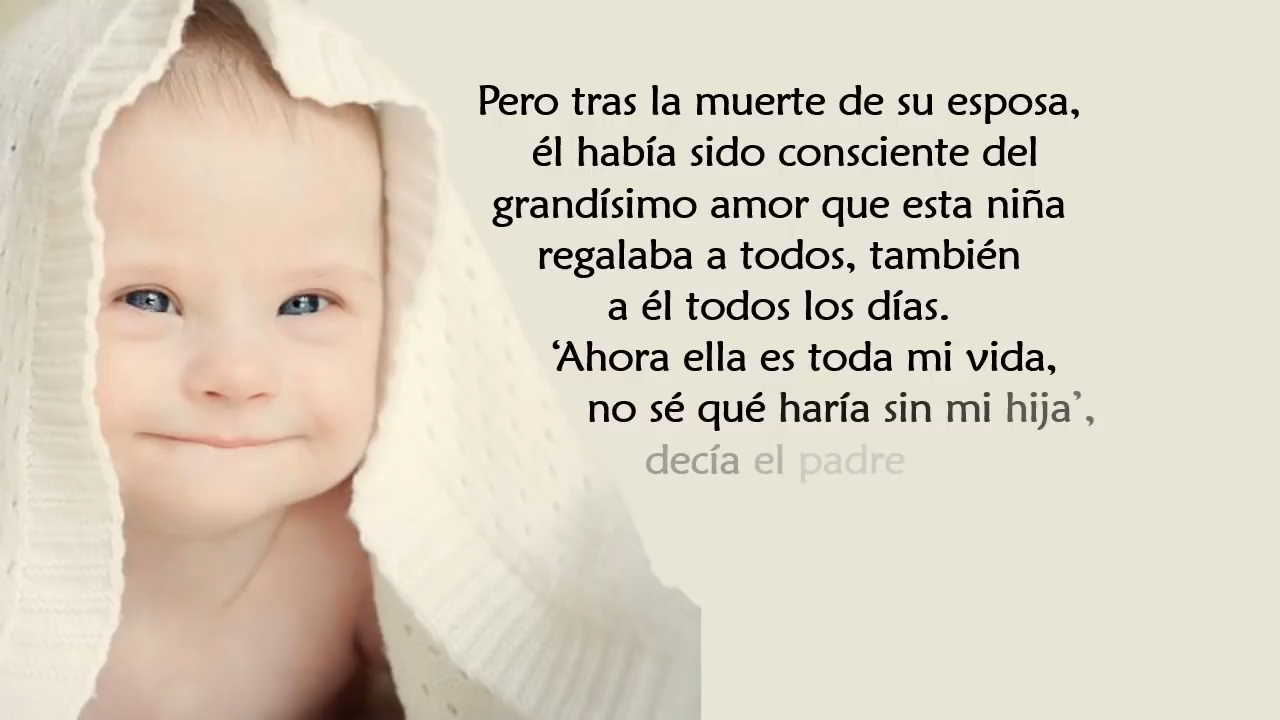 Pero tras la muerte de su esposa,
él había sido consciente del
grandísimo amor que esta niña
regalaba a todos, también
a él todos los días.
‘Ahora ella es toda mi vida,
no sé qué haría sin mi hija’,
decía el padre